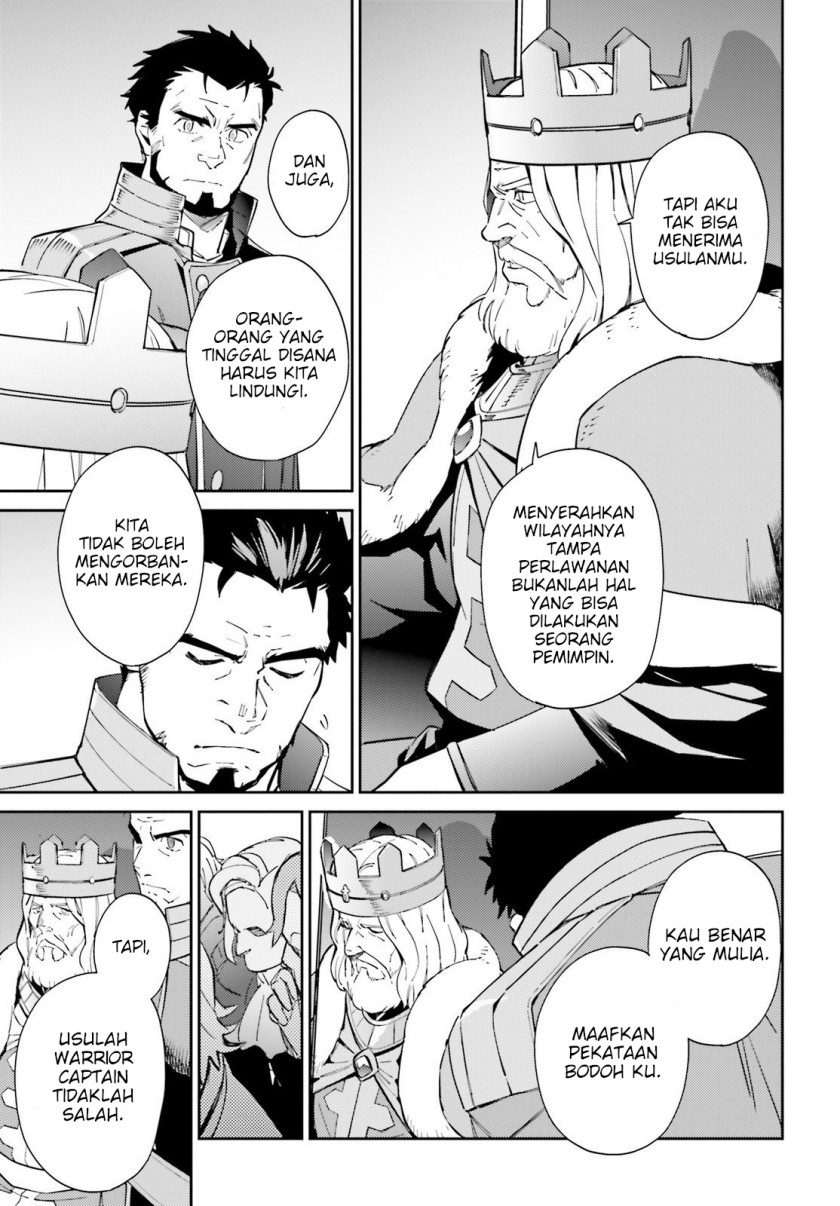 TAPI AKU
TAK BISA
MENERIMA
USULANMU.
MENYERAHKAN
WILAYAHNYA
TAMPA
PERLAWANAN
BUKANLAH HAL
YANG BISA
DILAKUKAN
SEORANG
PEMIMPIN.
DAN
JUGA,
ORANG-
ORANG YANG
TINGGAL DISANA
HARUS KITA
LINDUNGI.
KITA
TIDAK BOLEH
MENGORBAN-
KAN MEREKA.
KAU BENAR
YANG MULIA.
MAAFKAN
PEKATAAN
BODOH KU.
TAPI,
USULAH
WARRIOR
CAPTAIN
TIDAKLAH
SALAH.